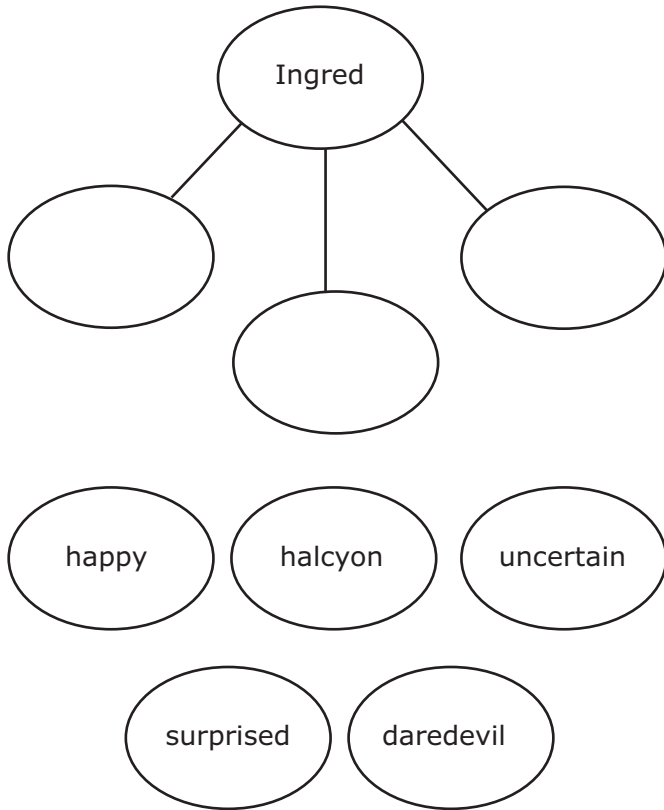 Ingred
happy
halcyon
uncertain
surprised
daredevil